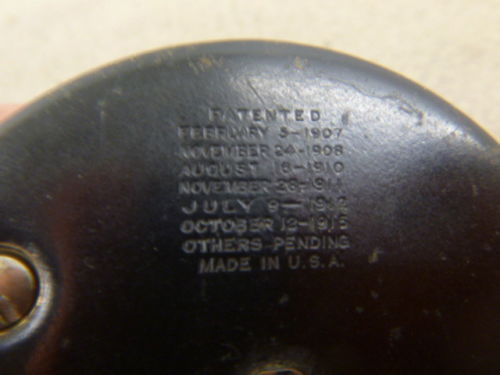 PATENTED
FEBRUARY 5-1907
NOVEMBER 24-1908
AUGUST 16-1910
NOVEMBER 28-1911
JULY 9-1912
OCTOBER 12-1915
OTHERS PENDING
MADE IN U.S.A.